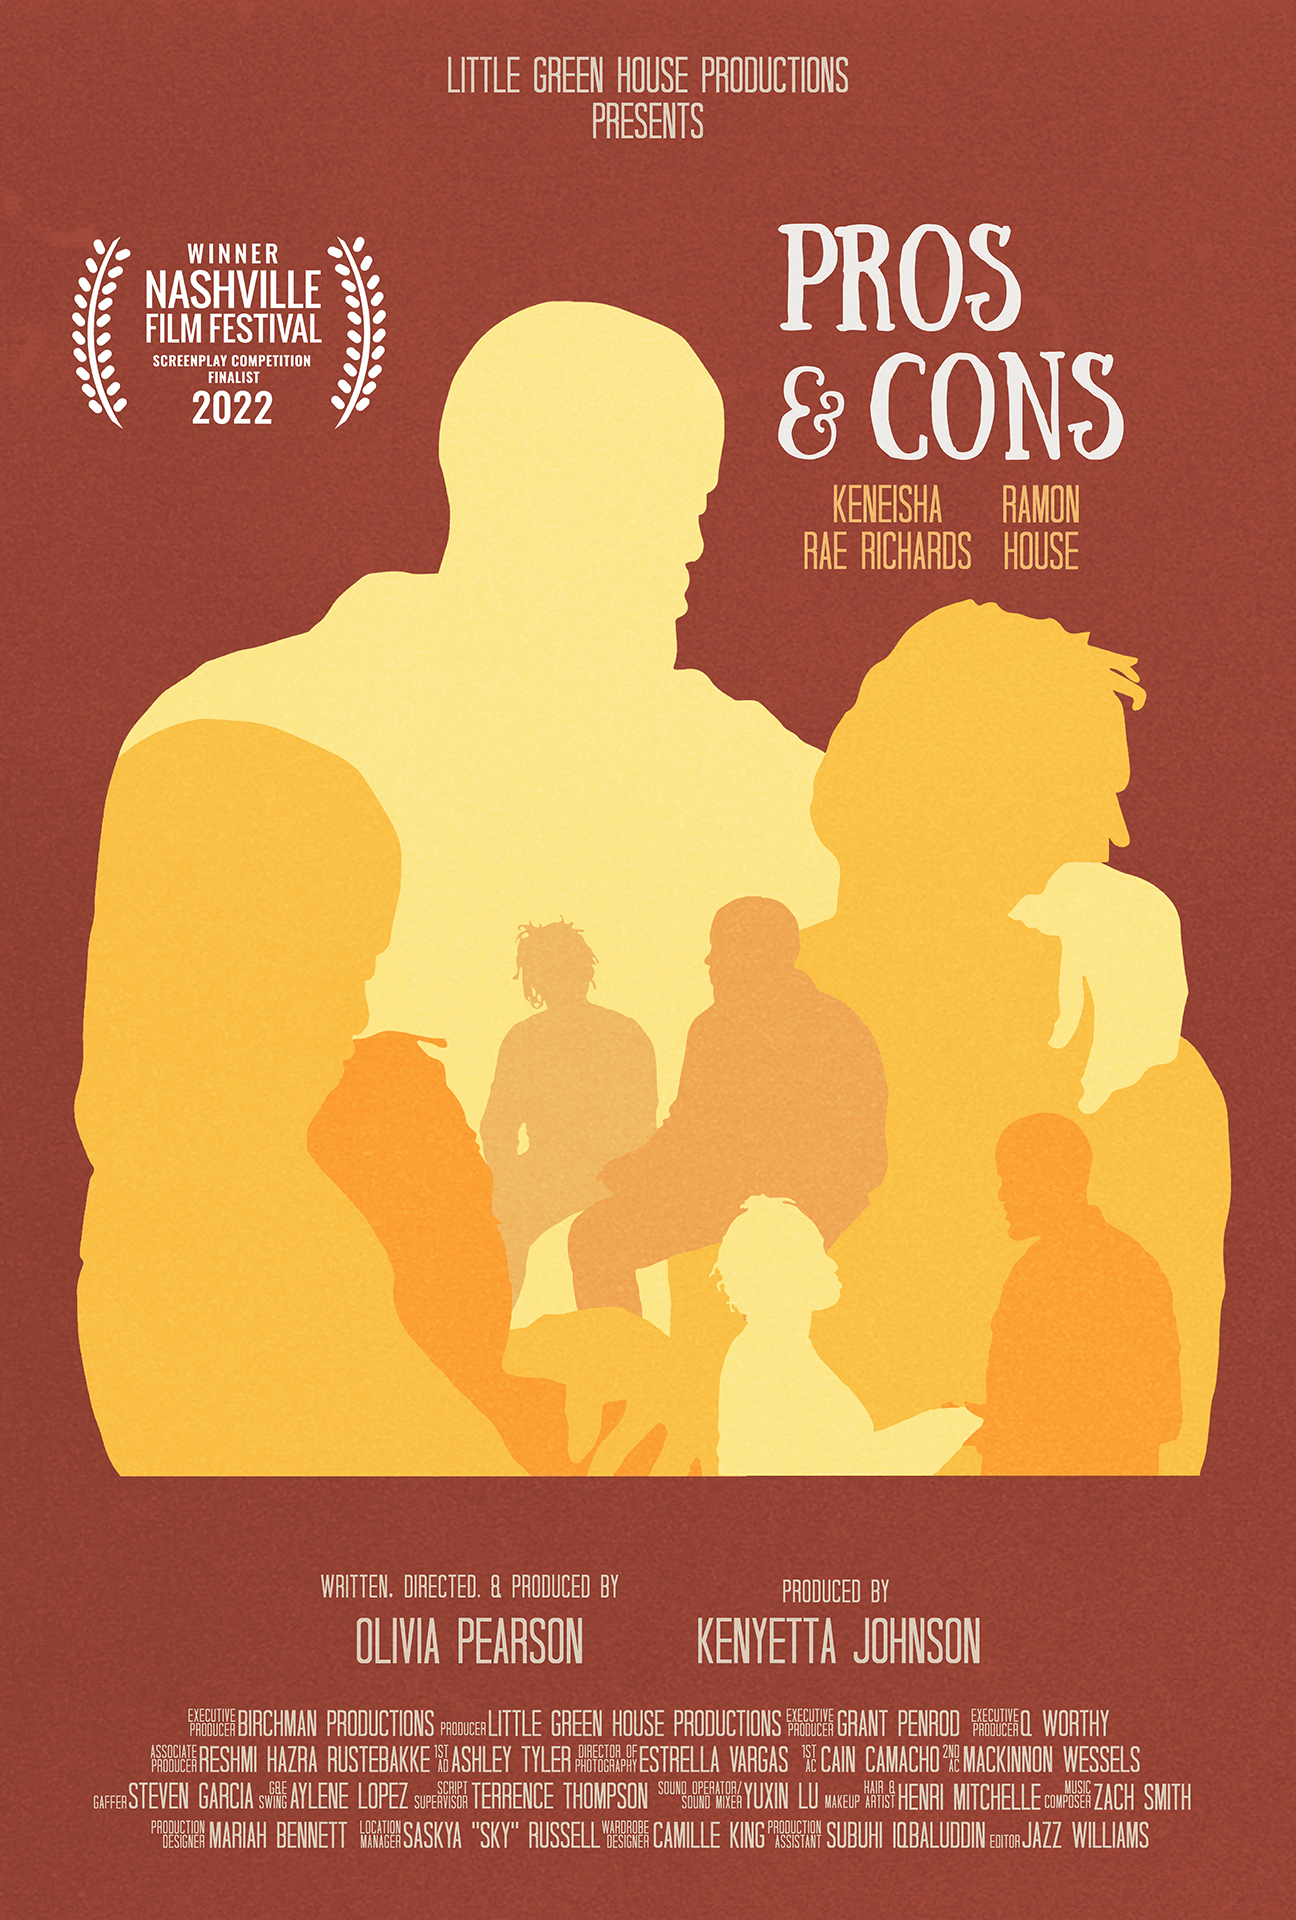 LITTLE GREEN HOUSE PRODUCTIONS
PRESENTS
WINNER
NASHVILLE
FILM FESTIVAL
SCREENPLAY COMPETITION
FINALIST
2022
PROS
& CONS
KENEISHA
RAE RICHARDS
RAMON
HOUSE
WRITTEN, DIRECTED, & PRODUCED BY
OLIVIA PEARSON
PRODUCED BY
KENYETTA JOHNSON
EXECUTIVE PRODUCER BIRCHMAN PRODUCTIONS PRODUCER LITTLE GREEN HOUSE PRODUCTIONS EXECUTIVE PRODUCER GRANT PENROD EXECUTIVE PRODUCER Q WORTHY
ASSOCIATE PRODUCER RESHMI HAZRA RUSTEBAKKE 1ST AD ASHLEY TYLER DIRECTOR OF PHOTOGRAPHY ESTRELLA VARGAS 1ST AC CAIN CAMACHO 2ND AC MACKINNON WESSELS
GAFFER STEVEN GARCIA G&E SWING AYLENE LOPEZ SCRIPT SUPERVISOR TERRENCE THOMPSON SOUND OPERATOR/ SOUND MIXER YUXIN LU HAIR & MAKEUP ARTIST HENRI MITCHELLE MUSIC COMPOSER ZACH SMITH
PRODUCTION DESIGNER MARIAH BENNETT LOCATION MANAGER SASKYA "SKY" RUSSELL WARDROBE DESIGNER CAMILLE KING PRODUCTION ASSISTANT SUBUHI IQBALUDDIN EDITOR JAZZ WILLIAMS